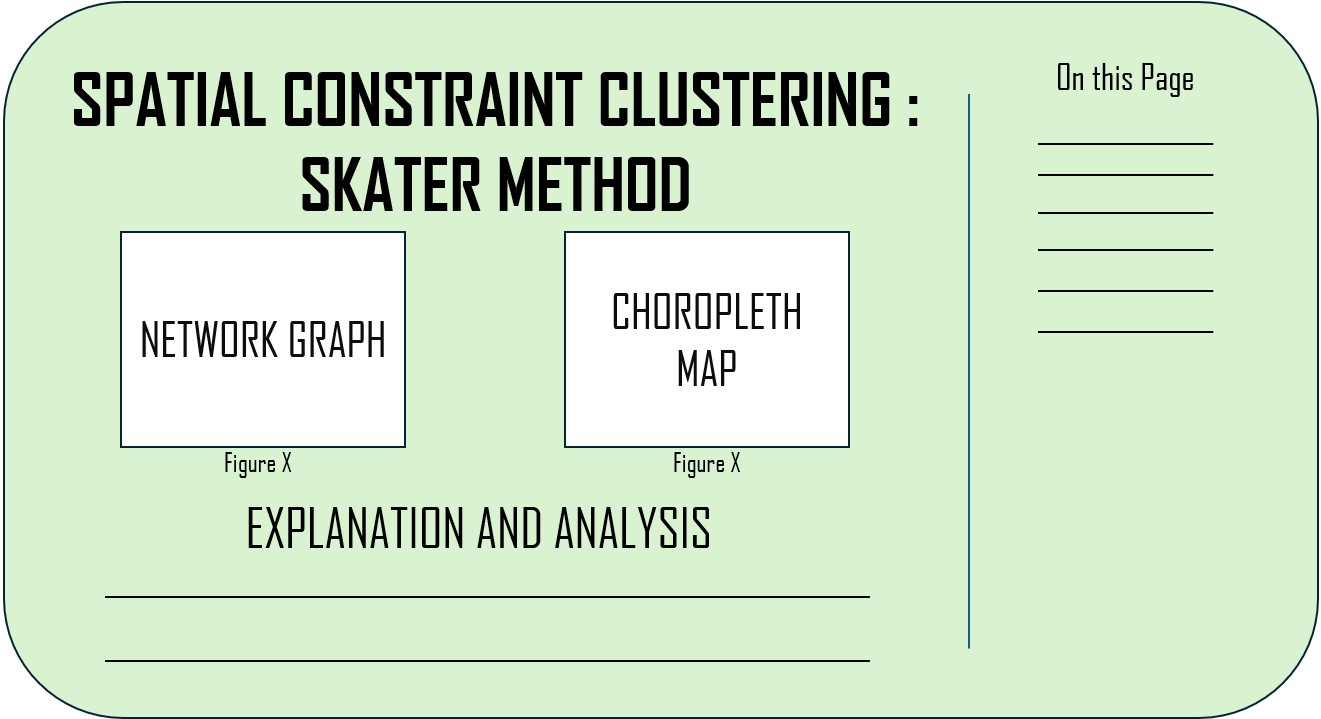 SPATIAL CONSTRAINT CLUSTERING :
SKATER METHOD
NETWORK GRAPH
Figure X
CHOROPLETH
MAP
Figure X
EXPLANATION AND ANALYSIS
On this Page